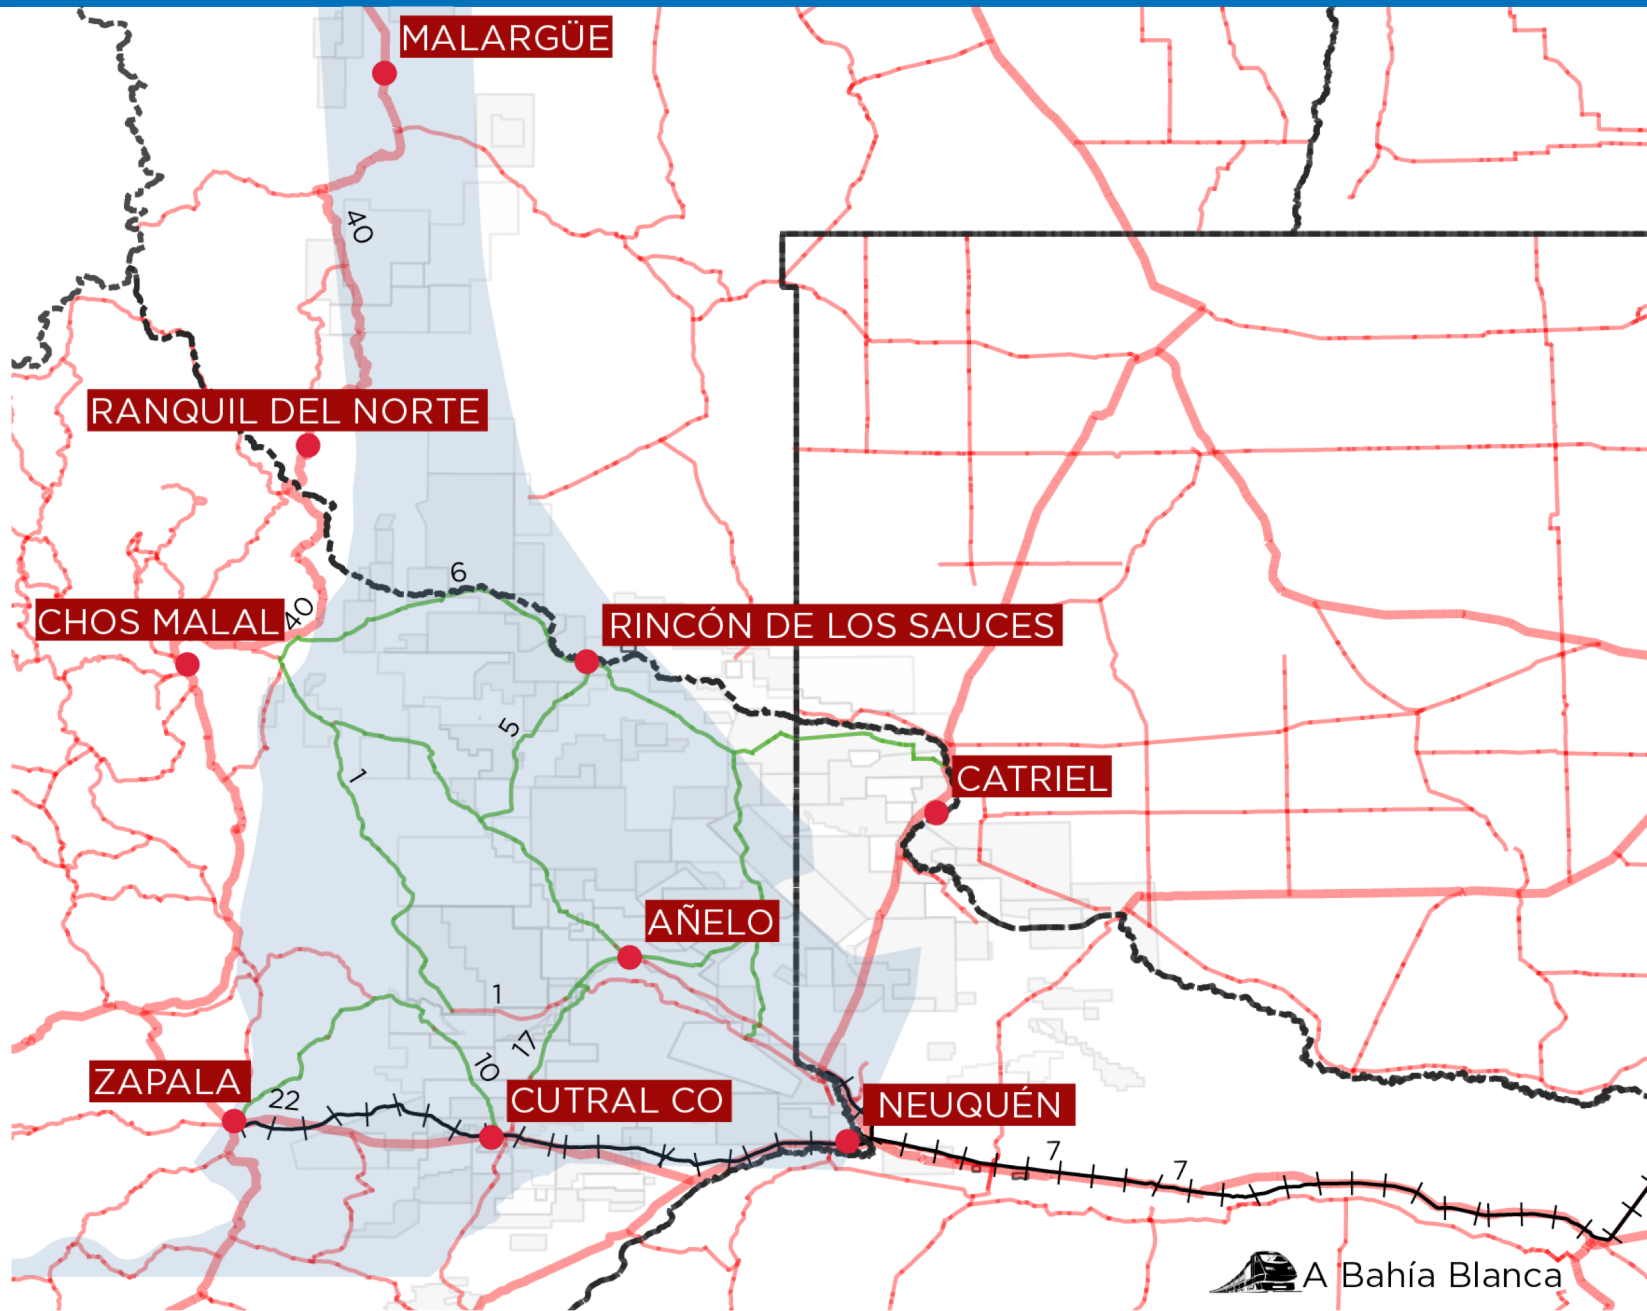 MALARGÜE
40
RANQUIL DEL NORTE
6
CHOS MALAL
40
RINCÓN DE LOS SAUCES
5
1
CATRIEL
AÑELO
1
17
10
ZAPALA
22
CUTRAL CO
NEUQUÉN
7
7
A Bahía Blanca